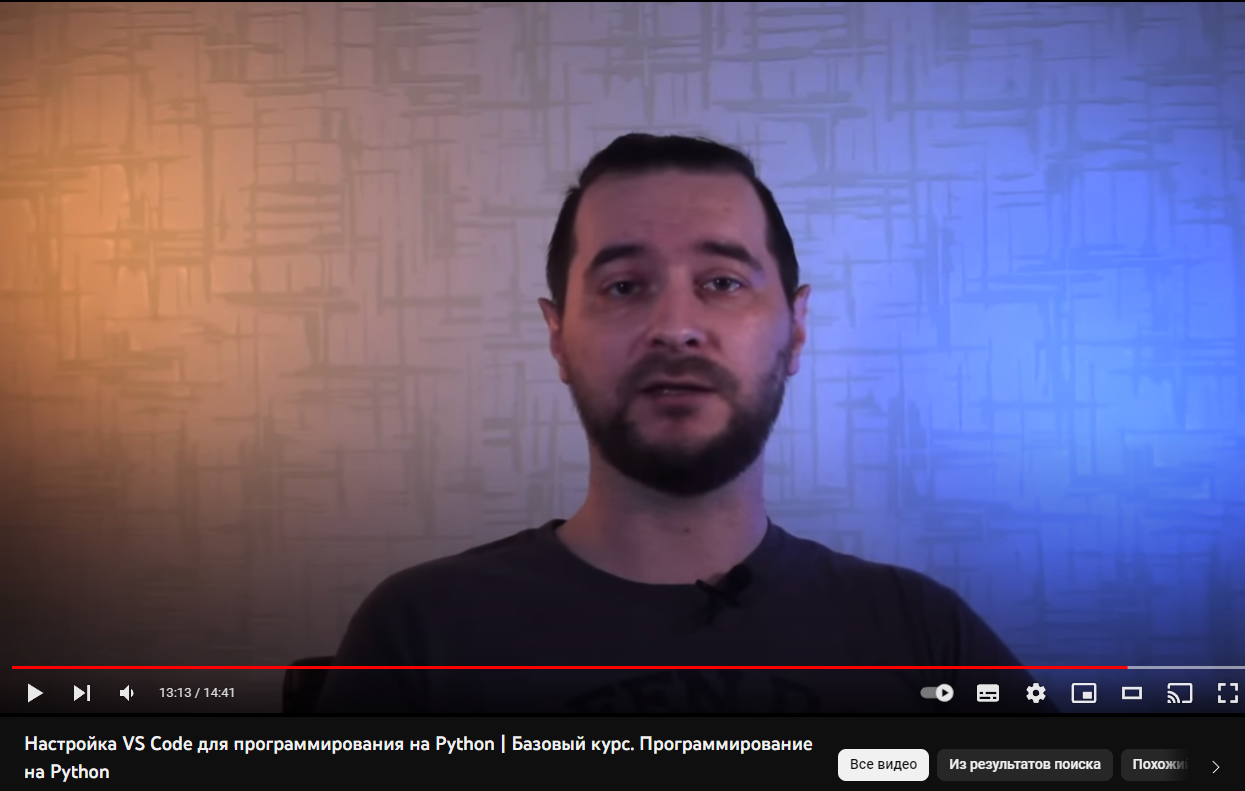 13:13 / 14:41
Настройка VS Code для программирования на Python | Базовый курс. Программирование
на Python
Все видео
Из результатов поиска